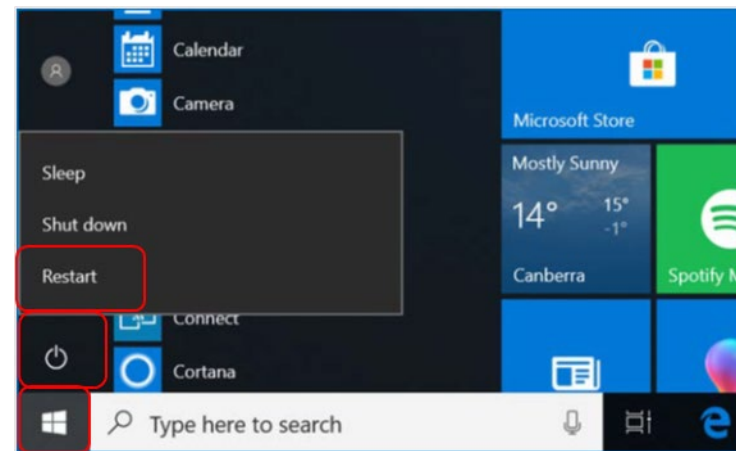 Calendar
Camera
Microsoft Store
Sleep
Shut down
Restart
Mostly Sunny
14° 15°
-1°
Canberra
Spotify M
Connect
Cortana
Type here to search